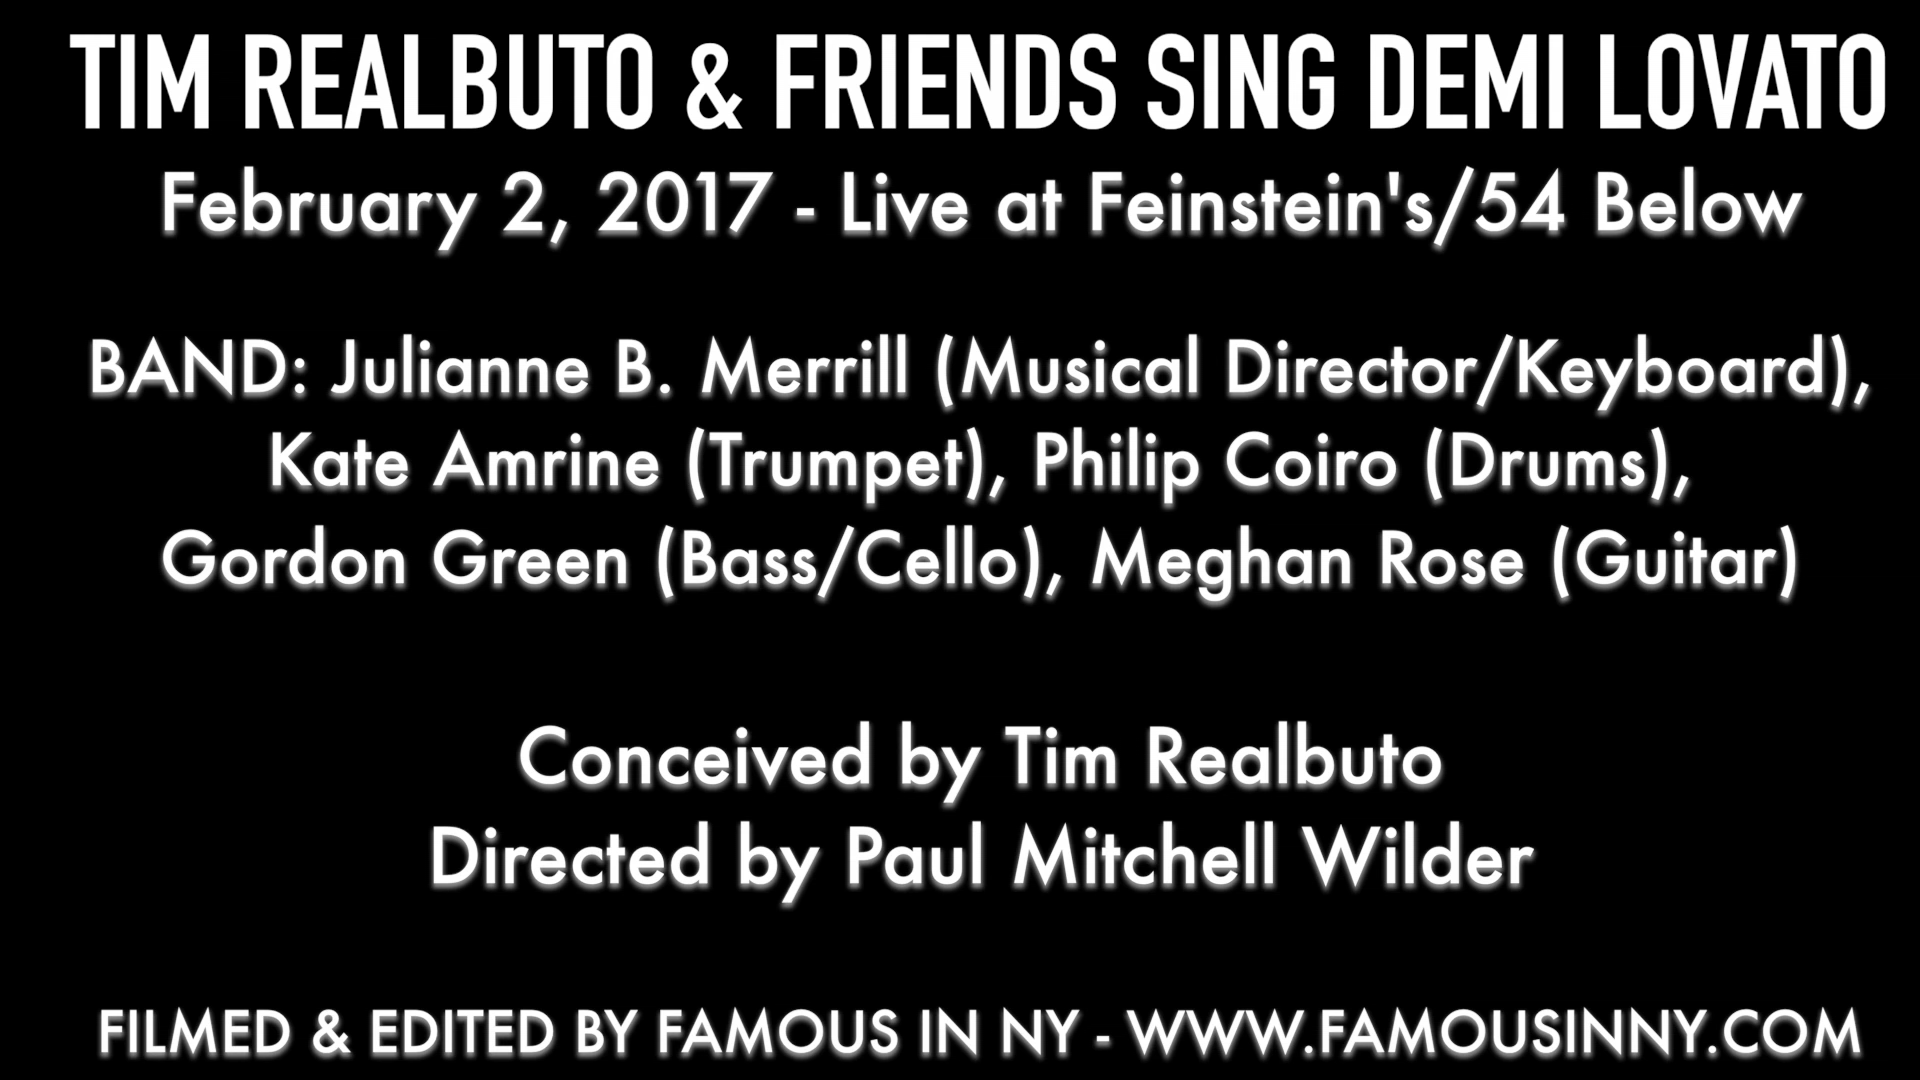 TIM REALBUTO & FRIENDS SING DEMI LOVATO
February 2, 2017 - Live at Feinstein's/54 Below
BAND: Julianne B. Merrill (Musical Director/Keyboard),
Kate Amrine (Trumpet), Philip Coiro (Drums),
Gordon Green (Bass/Cello), Meghan Rose (Guitar)
Conceived by Tim Realbuto
Directed by Paul Mitchell Wilder
FILMED & EDITED BY FAMOUS IN NY - WWW.FAMOUSINNY.COM